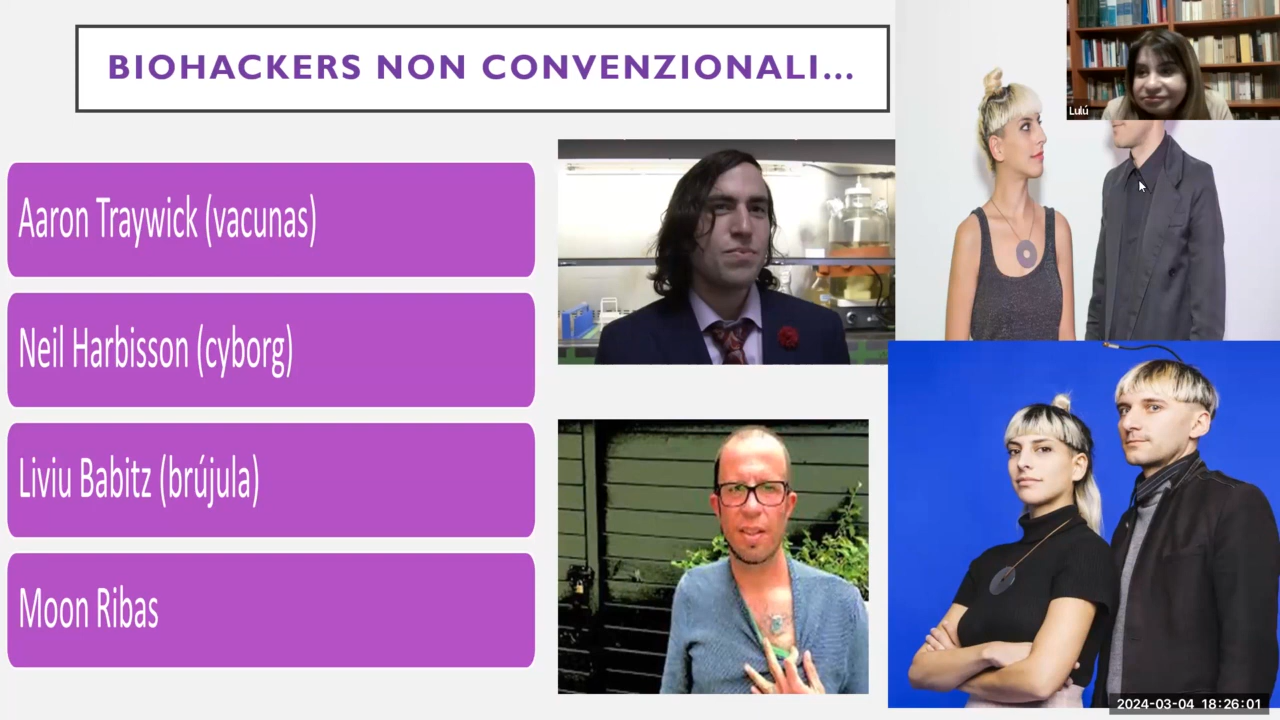 BIOHACKERS NON CONVENZIONALI...
Lulú
Aaron Traywick (vacunas)
Neil Harbisson (cyborg)
Liviu Babitz (brújula)
Moon Ribas
2024-03-04 18:26:01